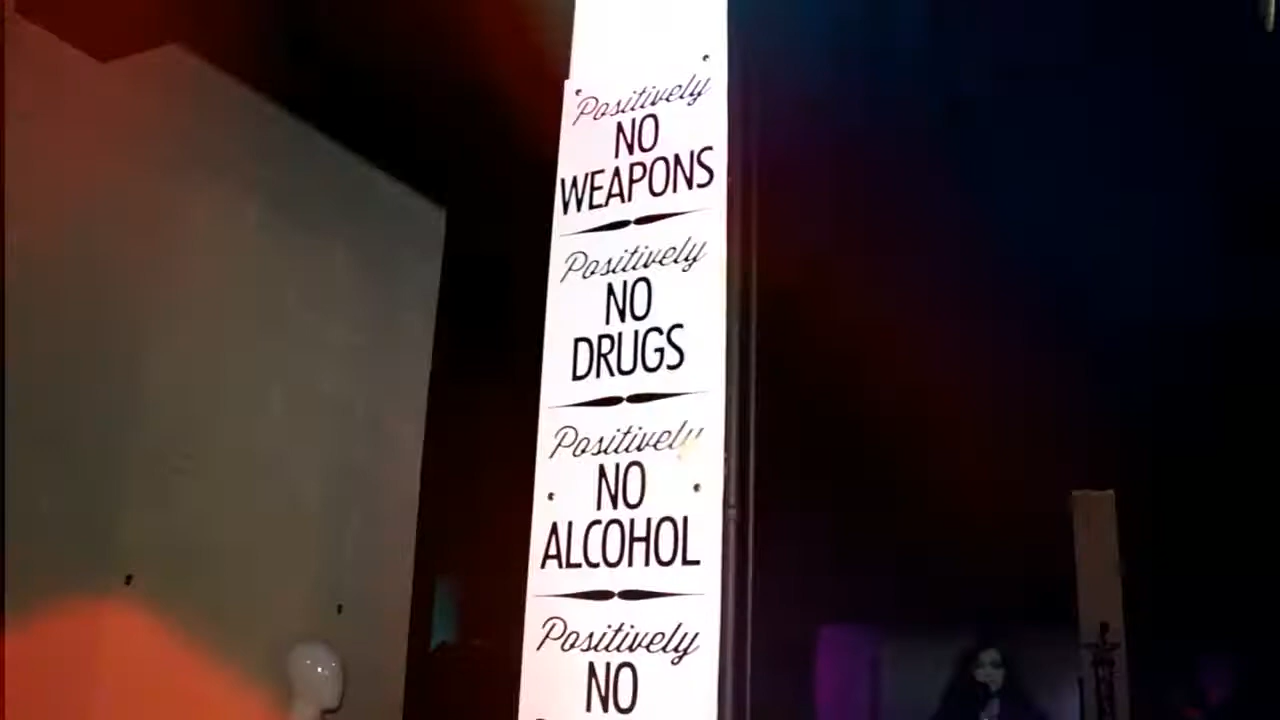 Positively
NO
WEAPONS
Positively
NO
DRUGS
Positively
NO
ALCOHOL
Positively
NO